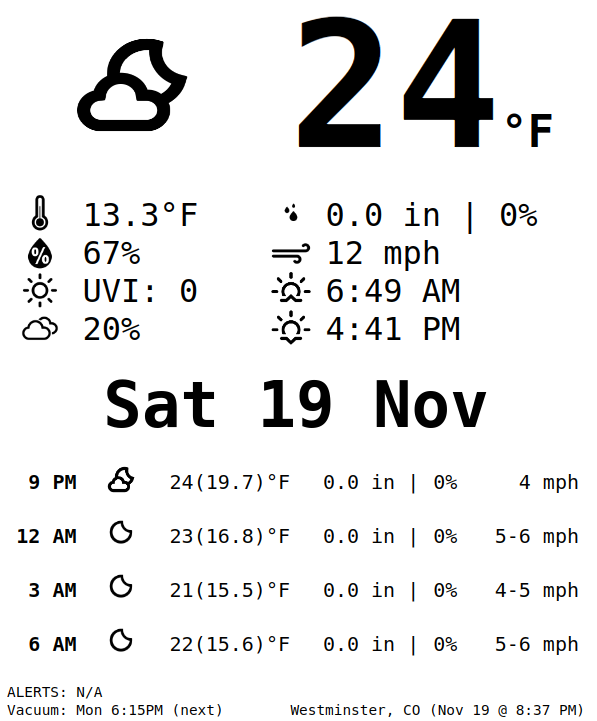 24 °F
13.3°F 0.0 in | 0%
67% 12 mph
UVI: 0 6:49 AM
20% 4:41 PM
Sat 19 Nov
9 PM 24(19.7)°F 0.0 in | 0% 4 mph
12 AM 23(16.8)°F 0.0 in | 0% 5-6 mph
3 AM 21(15.5)°F 0.0 in | 0% 4-5 mph
6 AM 22(15.6)°F 0.0 in | 0% 5-6 mph
ALERTS: N/A
Vacuum: Mon 6:15PM (next) Westminster, CO (Nov 19 @ 8:37 PM)